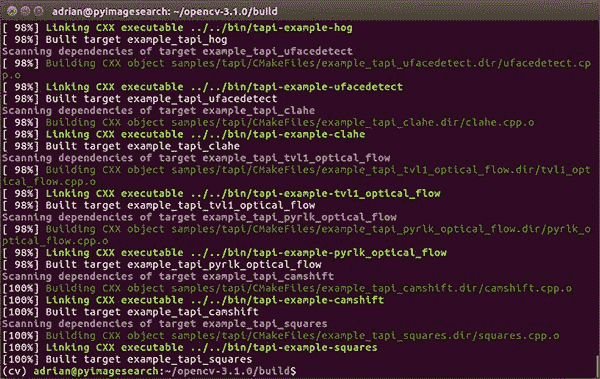 adrian@pyimagesearch: ~/opencv-3.1.0/build
[ 98%] Linking CXX executable ../../bin/tapi-example-hog
[ 98%] Built target example_tapi_hog
Scanning dependencies of target example_tapi_ufacedetect
[ 98%] Building CXX object samples/tapi/CMakeFiles/example_tapi_ufacedetect.dir/ufacedetect.cp
p.o
[ 98%] Linking CXX executable ../../bin/tapi-example-ufacedetect
[ 98%] Built target example_tapi_ufacedetect
Scanning dependencies of target example_tapi_clahe
[ 98%] Building CXX object samples/tapi/CMakeFiles/example_tapi_clahe.dir/clahe.cpp.o
[ 98%] Linking CXX executable ../../bin/tapi-example-clahe
[ 98%] Built target example_tapi_clahe
Scanning dependencies of target example_tapi_tvl1_optical_flow
[ 98%] Building CXX object samples/tapi/CMakeFiles/example_tapi_tvl1_optical_flow.dir/tvl1_opt
ical_flow.cpp.o
[ 98%] Linking CXX executable ../../bin/tapi-example-tvl1_optical_flow
[ 98%] Built target example_tapi_tvl1_optical_flow
Scanning dependencies of target example_tapi_pyrlk_optical_flow
[ 98%] Building CXX object samples/tapi/CMakeFiles/example_tapi_pyrlk_optical_flow.dir/pyrlk_o
ptical_flow.cpp.o
[ 98%] Linking CXX executable ../../bin/tapi-example-pyrlk_optical_flow
[ 98%] Built target example_tapi_pyrlk_optical_flow
Scanning dependencies of target example_tapi_camshift
[100%] Building CXX object samples/tapi/CMakeFiles/example_tapi_camshift.dir/camshift.cpp.o
[100%] Linking CXX executable ../../bin/tapi-example-camshift
[100%] Built target example_tapi_camshift
Scanning dependencies of target example_tapi_squares
[100%] Building CXX object samples/tapi/CMakeFiles/example_tapi_squares.dir/squares.cpp.o
[100%] Linking CXX executable ../../bin/tapi-example-squares
[100%] Built target example_tapi_squares
(cv) adrian@pyimagesearch:~/opencv-3.1.0/build$